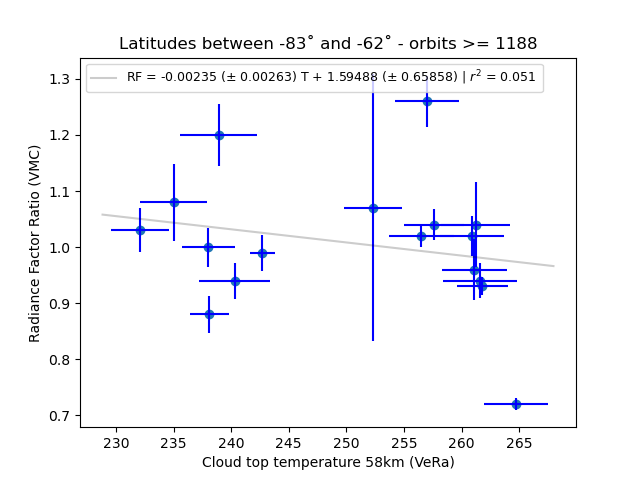 Latitudes between -83˚ and -62˚ - orbits >= 1188
RF = -0.00235 (± 0.00263) T + 1.59488 (± 0.65858) | r² = 0.051
Radiance Factor Ratio (VMC)
1.3
1.2
1.1
1.0
0.9
0.8
0.7
230 235 240 245 250 255 260 265
Cloud top temperature 58km (VeRa)